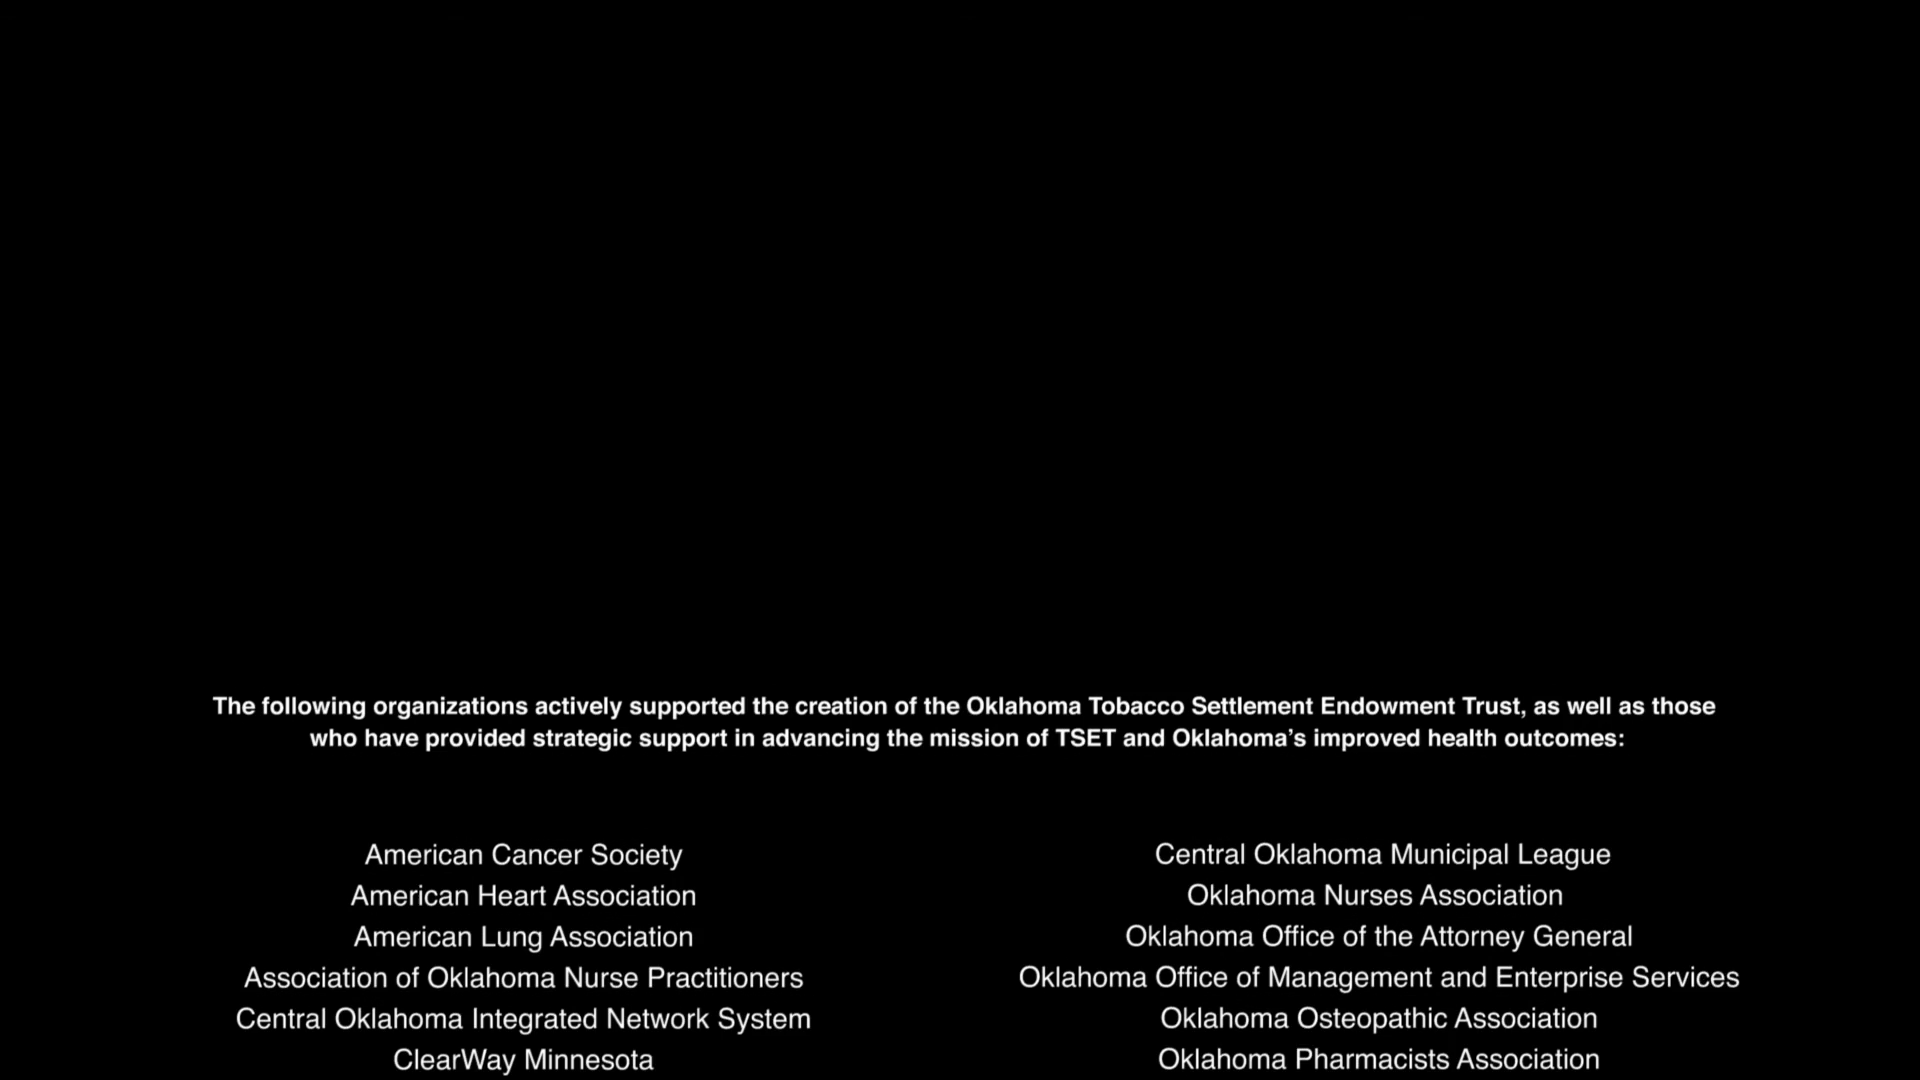 The following organizations actively supported the creation of the Oklahoma Tobacco Settlement Endowment Trust, as well as those
who have provided strategic support in advancing the mission of TSET and Oklahoma’s improved health outcomes:
American Cancer Society
American Heart Association
American Lung Association
Association of Oklahoma Nurse Practitioners
Central Oklahoma Integrated Network System
ClearWay Minnesota
Central Oklahoma Municipal League
Oklahoma Nurses Association
Oklahoma Office of the Attorney General
Oklahoma Office of Management and Enterprise Services
Oklahoma Osteopathic Association
Oklahoma Pharmacists Association